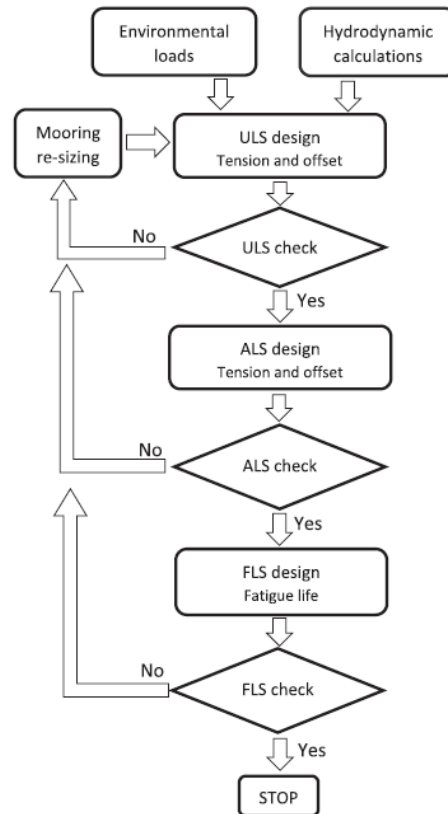 Environmental
loads
Hydrodynamic
calculations
Mooring
re-sizing
ULS design
Tension and offset
No
ULS check
Yes
ALS design
Tension and offset
No
ALS check
Yes
FLS design
Fatigue life
No
FLS check
Yes
STOP